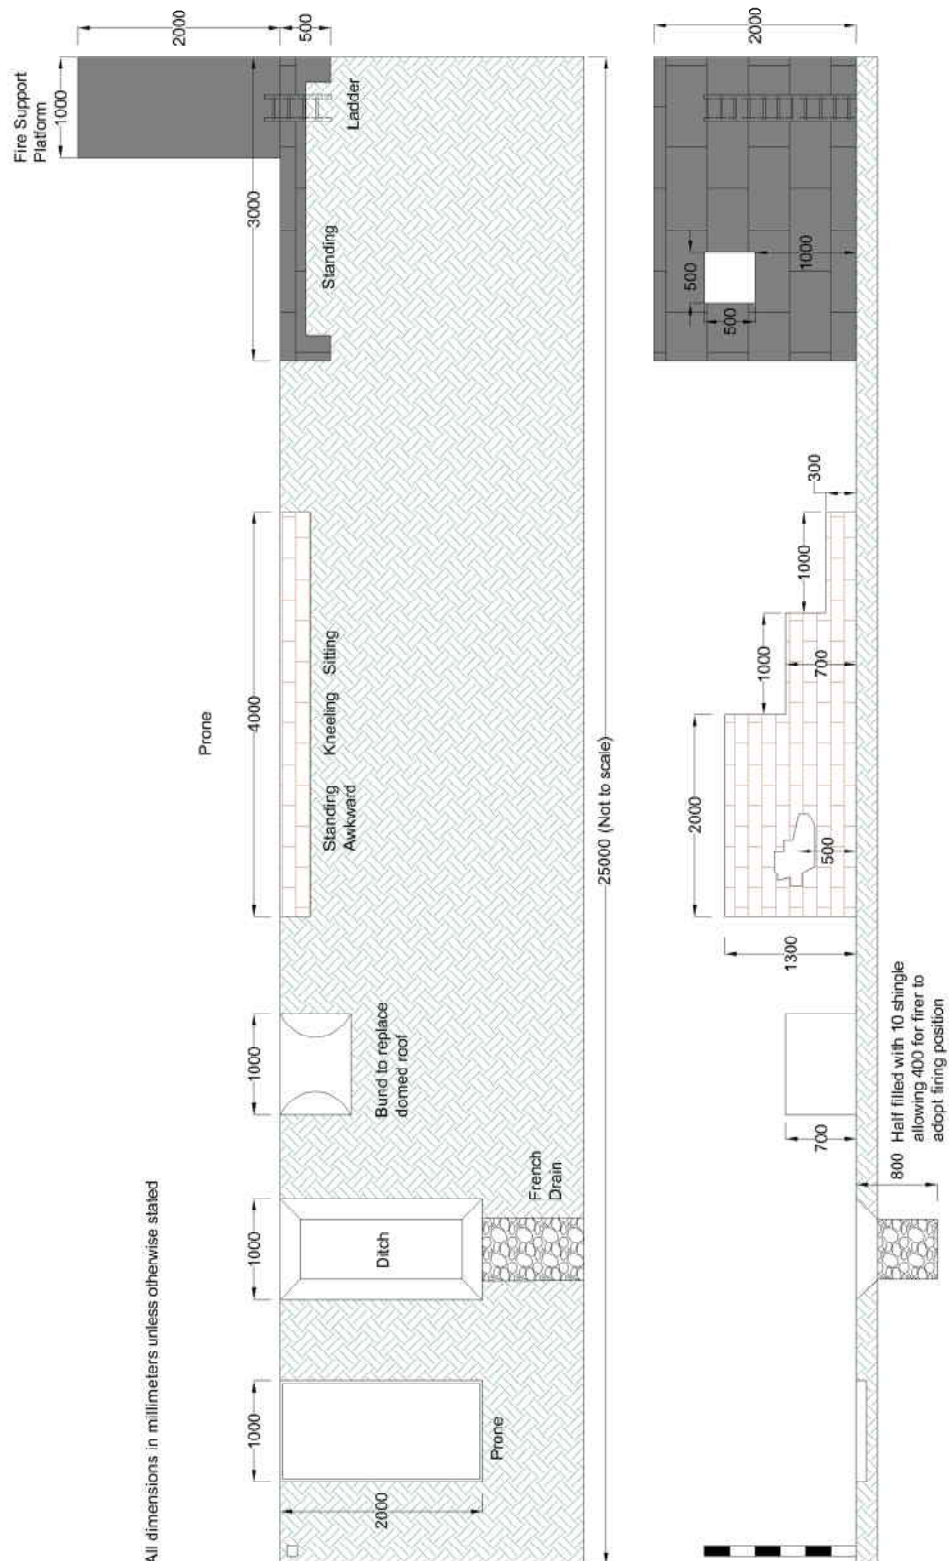 Fire Support
Platform
1000
All dimensions in millimeters unless otherwise stated
2000
Prone
1000
1000
1000
4000
3000
500
2000
Ditch
Bund to replace
domed roof
Standing
Awkward
Kneeling
Sitting
Standing
Ladder
Prone
French
Drain
25000 (Not to scale)
2000
1000
1000
300
500
500
1000
2000
500
700
1300
700
800
Half filled with 10 shingle
allowing 400 for firer to
adopt firing position